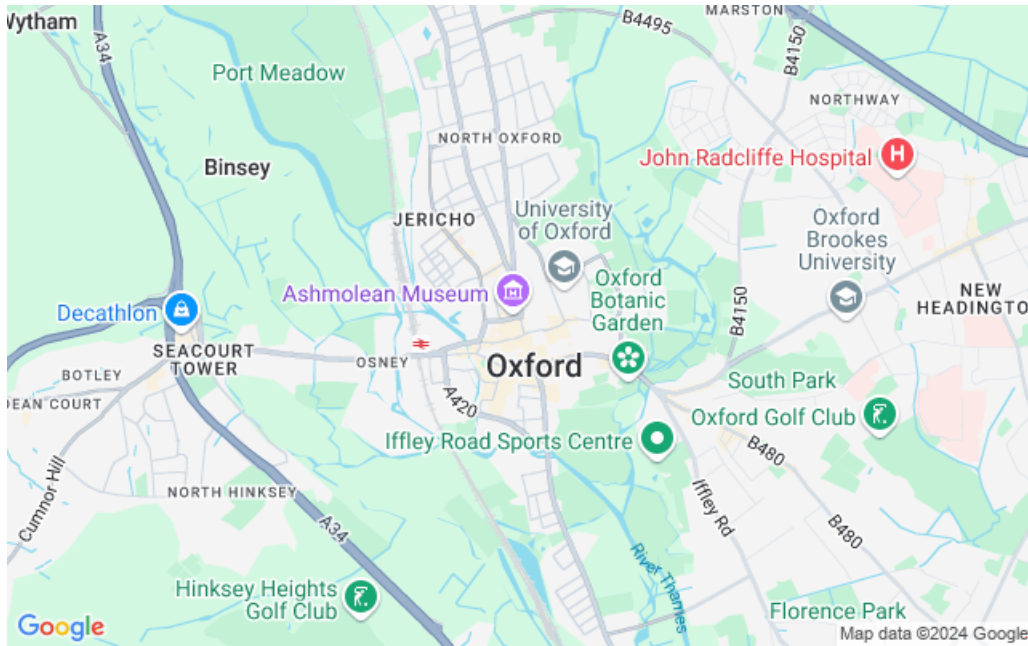 Wytham
A34
Port Meadow
B4495
MARSTON
B4150
NORTHWAY
NORTH OXFORD
John Radcliffe Hospital
H
Binsey
JERICHO
University
of Oxford
Oxford
Brookes
University
Ashmolean Museum
Oxford
Botanic
Garden
B4150
NEW
HEADINGTO
Decathlon
SEACOURT
TOWER
OSNEY
BOTLEY
DEAN COURT
Oxford
South Park
A420
Oxford Golf Club
Iffley Road Sports Centre
B480
Cumnor Hill
NORTH HINKSEY
A34
Iffley Rd
B480
River Thames
Hinksey Heights
Golf Club
Florence Park
Google
Map data ©2024 Google